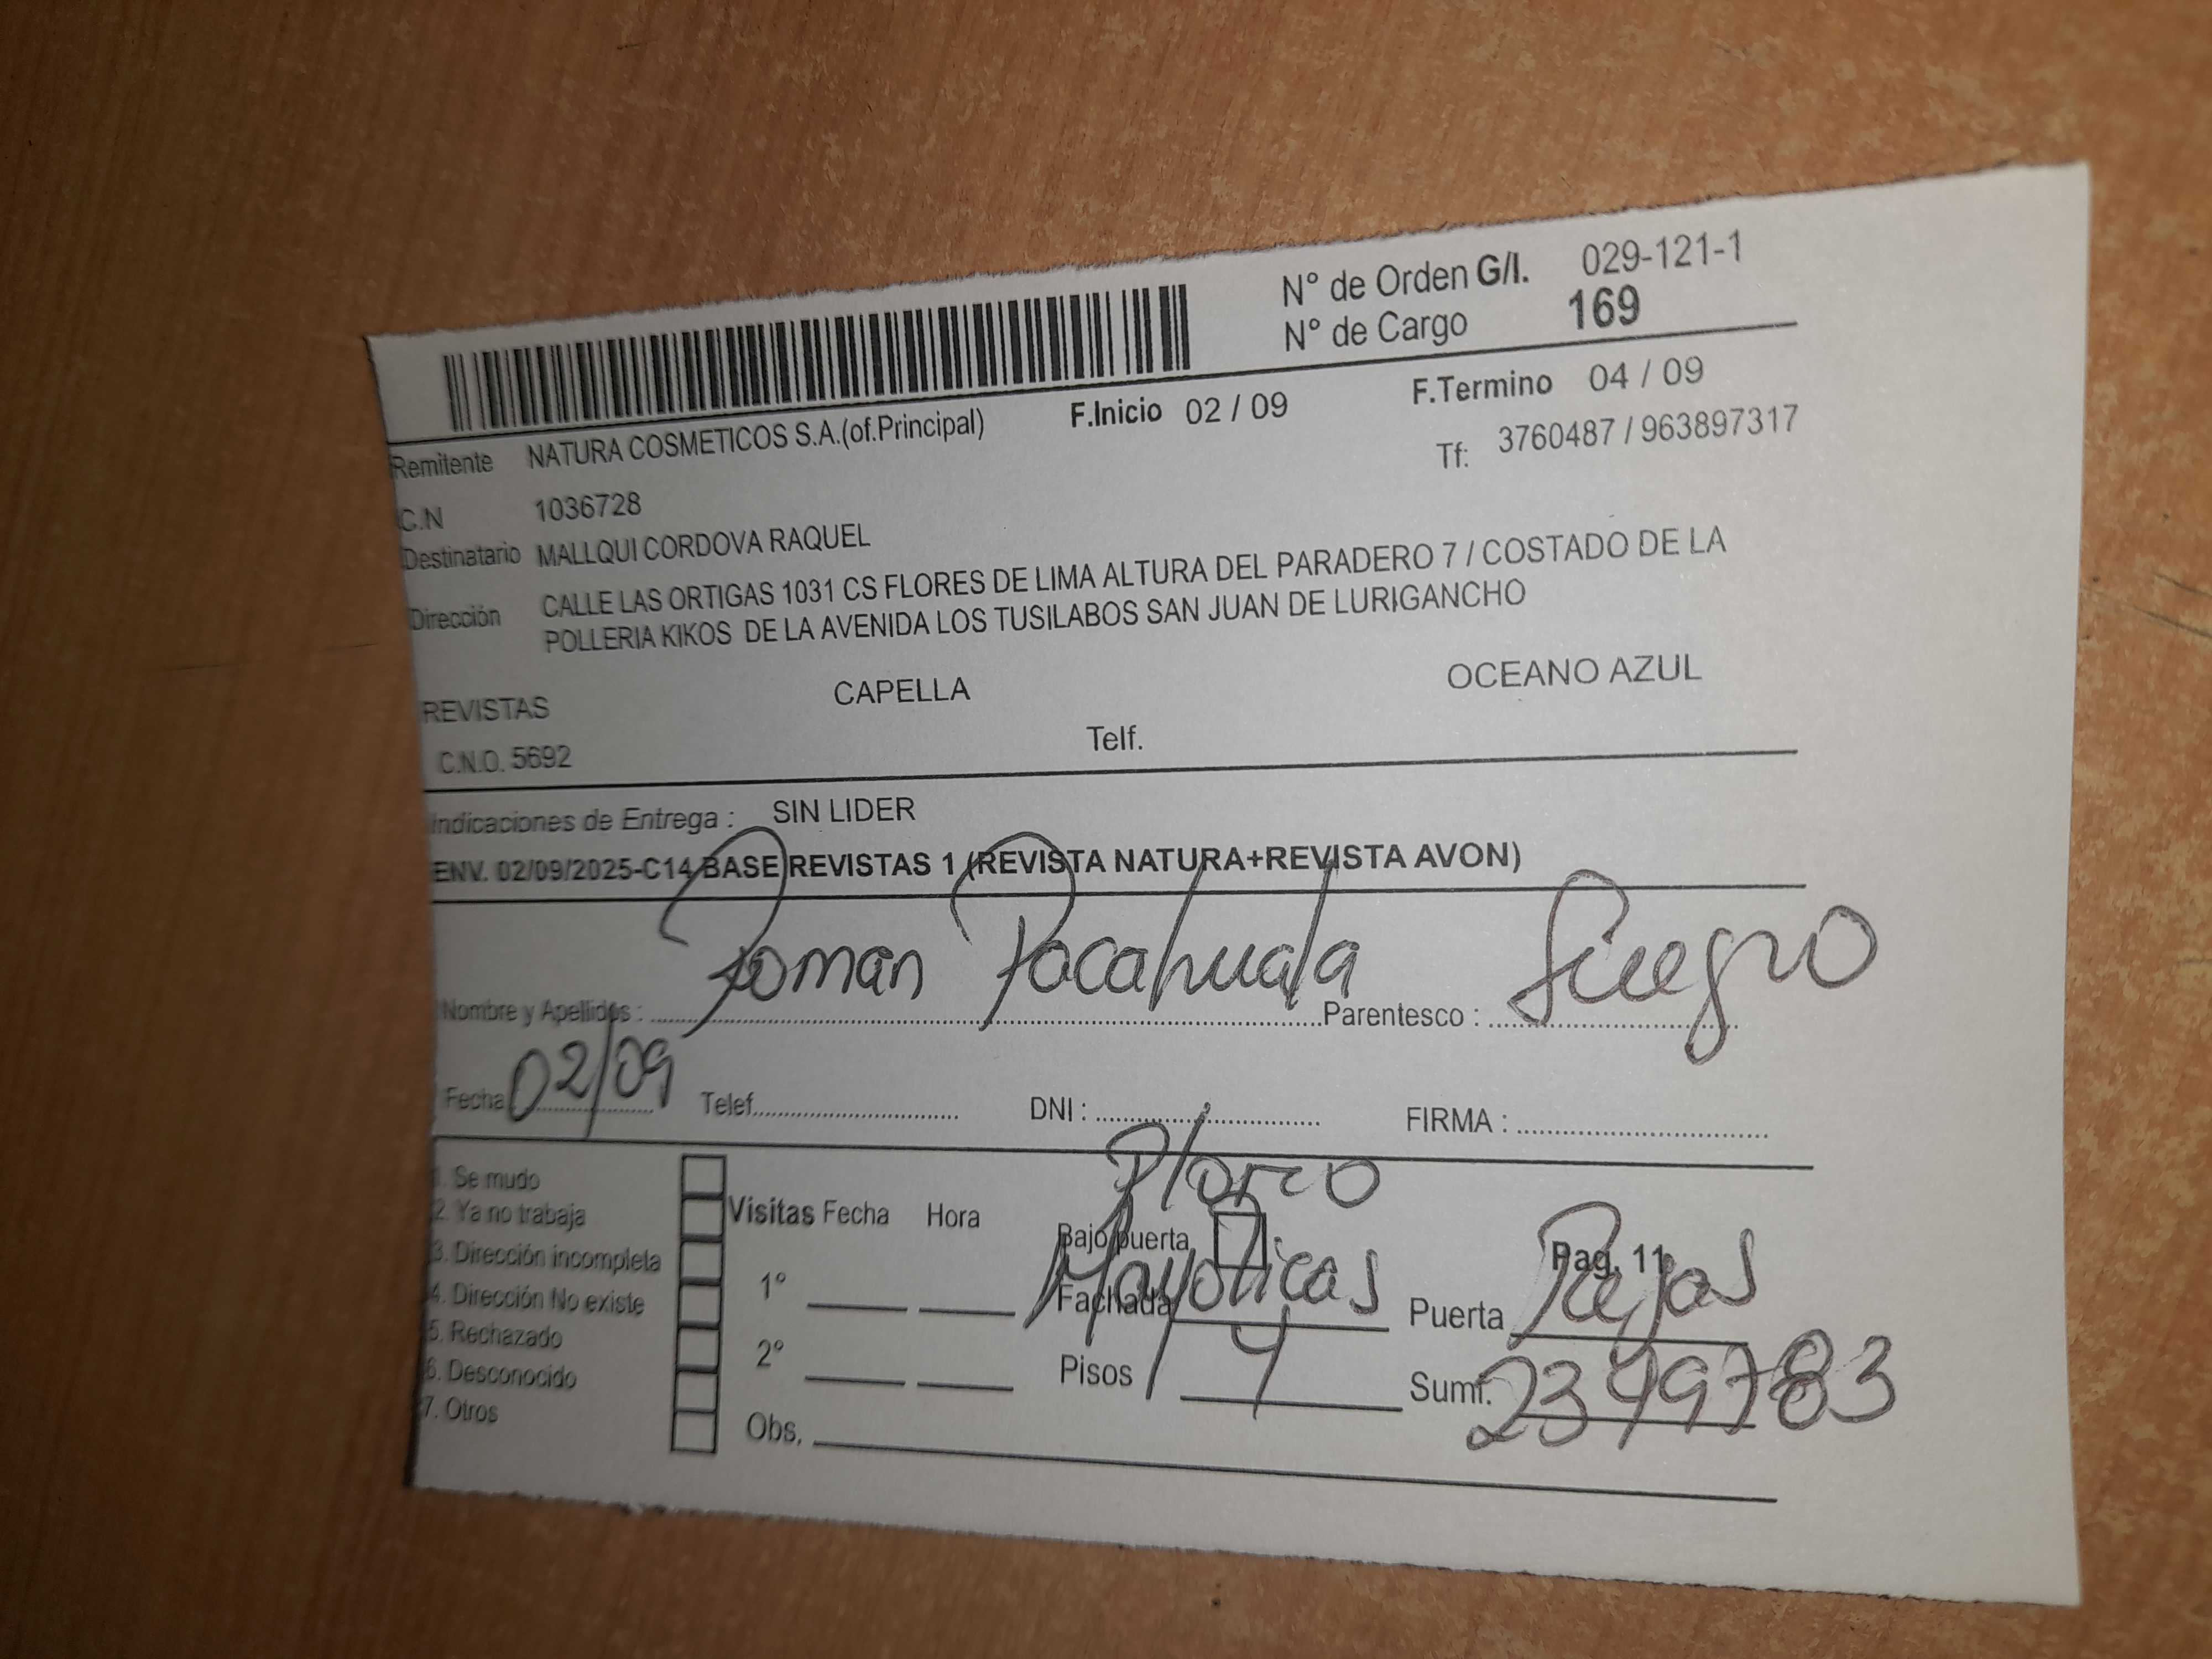 N° de Orden G/I. 029-121-1
N° de Cargo 169
F.Inicio 02 / 09 F.Termino 04 / 09
Remitente NATURA COSMETICOS S.A.(of.Principal) Tf: 3760487 / 963897317
C.N 1036728
Destinatario MALLQUI CORDOVA RAQUEL
Dirección CALLE LAS ORTIGAS 1031 CS FLORES DE LIMA ALTURA DEL PARADERO 7 / COSTADO DE LA
POLLERIA KIKOS DE LA AVENIDA LOS TUSILABOS SAN JUAN DE LURIGANCHO
REVISTAS CAPELLA OCEANO AZUL
C.N.O. 5692 Telf.
Indicaciones de Entrega : SIN LIDER
ENV. 02/09/2025-C14 BASE REVISTAS 1 (REVISTA NATURA+REVISTA AVON)
Nombre y Apellidos : Roman Pacahuala Parentesco : Suegro
Fecha 02/09 Telef. DNI : FIRMA :
1. Se mudo
2. Ya no trabaja Visitas Fecha Hora
3. Dirección incompleta Bajo puerta Pag. 11
4. Dirección No existe 1° Fachada Mayolicas Puerta Rejas
5. Rechazado
6. Desconocido 2° Pisos 4 Sumi. 2349783
7. Otros Obs,